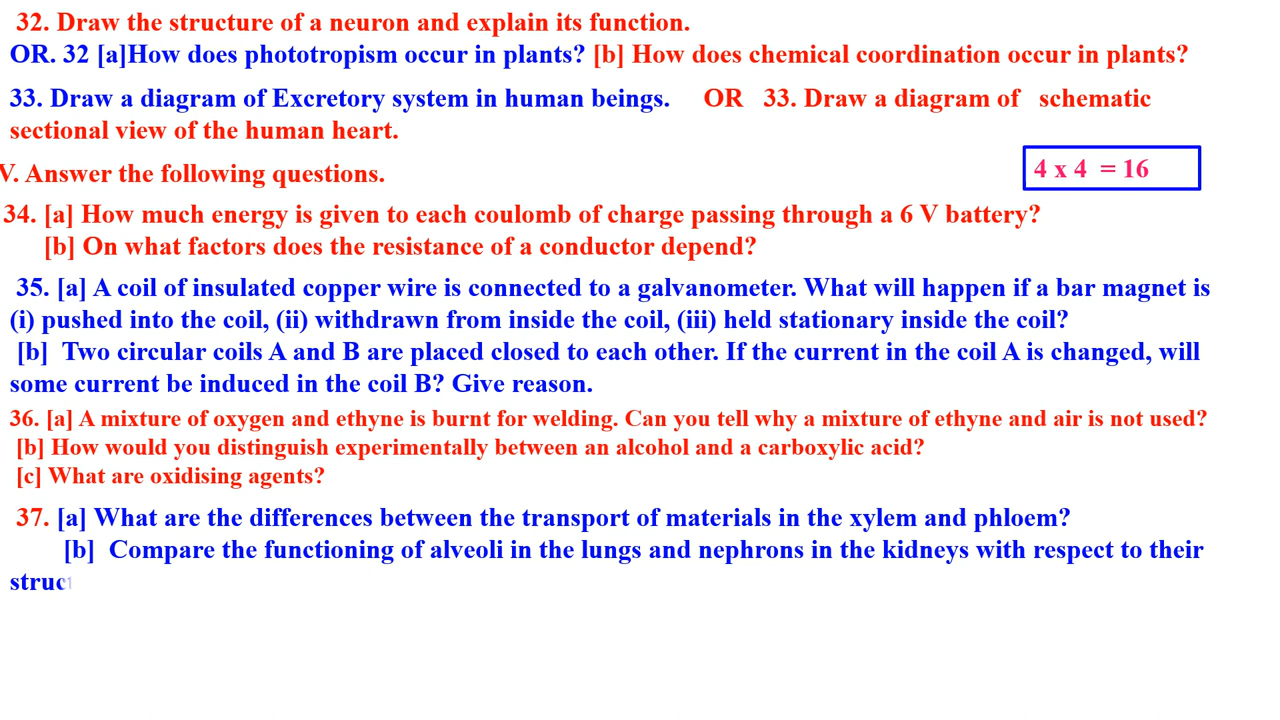 32. Draw the structure of a neuron and explain its function.
OR. 32 [a]How does phototropism occur in plants? [b] How does chemical coordination occur in plants?
33. Draw a diagram of Excretory system in human beings. OR 33. Draw a diagram of schematic
sectional view of the human heart.
V. Answer the following questions. 4 x 4 = 16
34. [a] How much energy is given to each coulomb of charge passing through a 6 V battery?
[b] On what factors does the resistance of a conductor depend?
35. [a] A coil of insulated copper wire is connected to a galvanometer. What will happen if a bar magnet is
(i) pushed into the coil, (ii) withdrawn from inside the coil, (iii) held stationary inside the coil?
[b] Two circular coils A and B are placed closed to each other. If the current in the coil A is changed, will
some current be induced in the coil B? Give reason.
36. [a] A mixture of oxygen and ethyne is burnt for welding. Can you tell why a mixture of ethyne and air is not used?
[b] How would you distinguish experimentally between an alcohol and a carboxylic acid?
[c] What are oxidising agents?
37. [a] What are the differences between the transport of materials in the xylem and phloem?
[b] Compare the functioning of alveoli in the lungs and nephrons in the kidneys with respect to their
struct